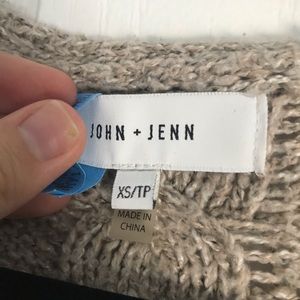 JOHN + JENN
XS/TP
MADE IN
CHINA